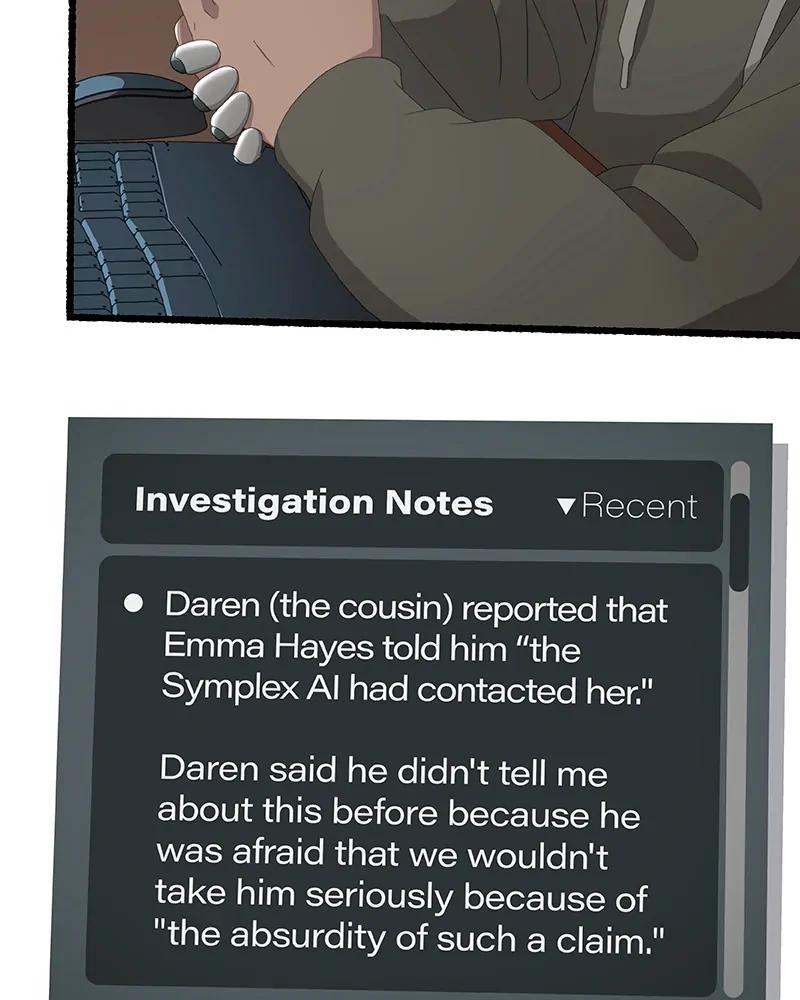 Investigation Notes ▼Recent
● Daren (the cousin) reported that
Emma Hayes told him “the
Symplex AI had contacted her."
Daren said he didn't tell me
about this before because he
was afraid that we wouldn't
take him seriously because of
"the absurdity of such a claim."